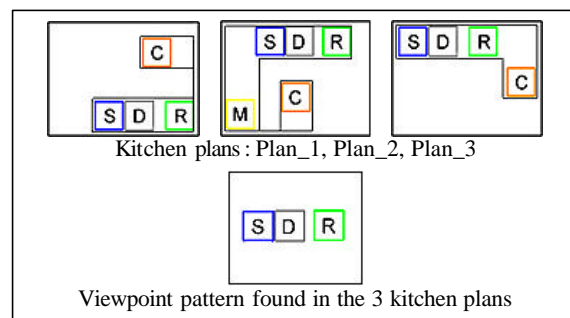 C
S D R
S D R
M C
S D R
C
Kitchen plans : Plan_1, Plan_2, Plan_3
S D R
Viewpoint pattern found in the 3 kitchen plans